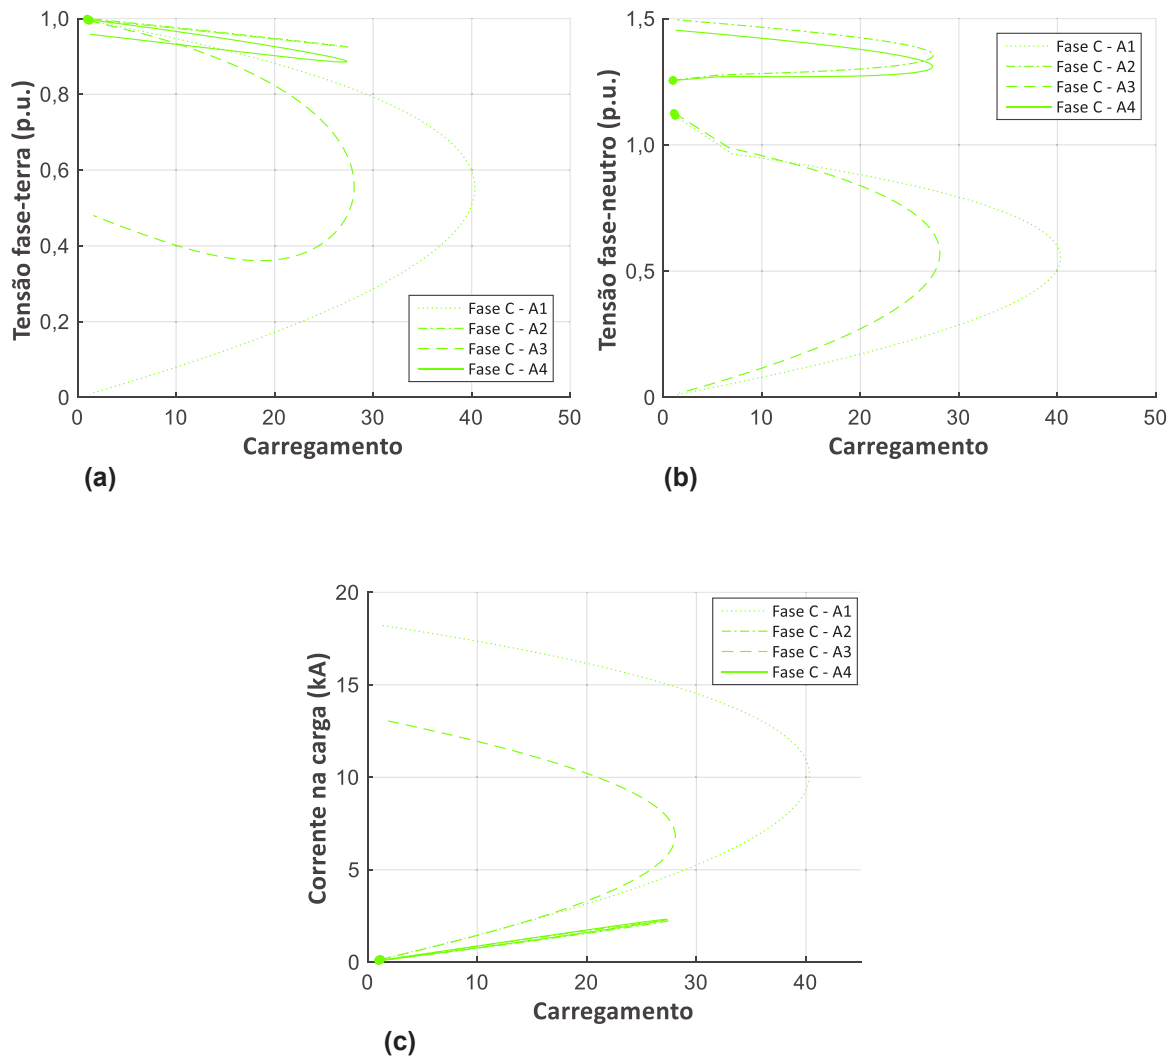 1.0
0,8
0,6
0,4
0,2
0
0
10
20
30
40
50
Tensão fase-terra (p.u.)
Carregamento
Fase C - A1
Fase C - A2
Fase C - A3
Fase C - A4
(a)
1,5
1,0
0,5
0
0
10
20
30
40
50
Tensão fase-neutro (p.u.)
Carregamento
Fase C - A1
Fase C - A2
Fase C - A3
Fase C - A4
(b)
20
15
10
5
0
0
10
20
30
40
Corrente na carga (kA)
Carregamento
Fase C - A1
Fase C - A2
Fase C - A3
Fase C - A4
(c)